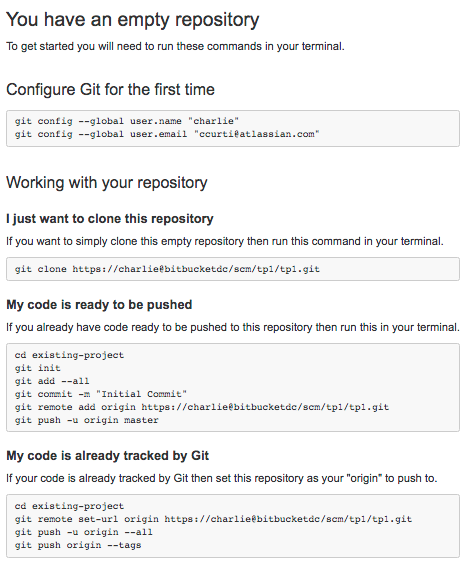 You have an empty repository
To get started you will need to run these commands in your terminal.
Configure Git for the first time
git config --global user.name "charlie"
git config --global user.email "ccurti@atlassian.com"
Working with your repository
I just want to clone this repository
If you want to simply clone this empty repository then run this command in your terminal.
git clone https://charlie@bitbucketdc/scm/tp1/tp1.git
My code is ready to be pushed
If you already have code ready to be pushed to this repository then run this in your terminal.
cd existing-project
git init
git add --all
git commit -m "Initial Commit"
git remote add origin https://charlie@bitbucketdc/scm/tp1/tp1.git
git push -u origin master
My code is already tracked by Git
If your code is already tracked by Git then set this repository as your "origin" to push to.
cd existing-project
git remote set-url origin https://charlie@bitbucketdc/scm/tp1/tp1.git
git push -u origin --all
git push origin --tags